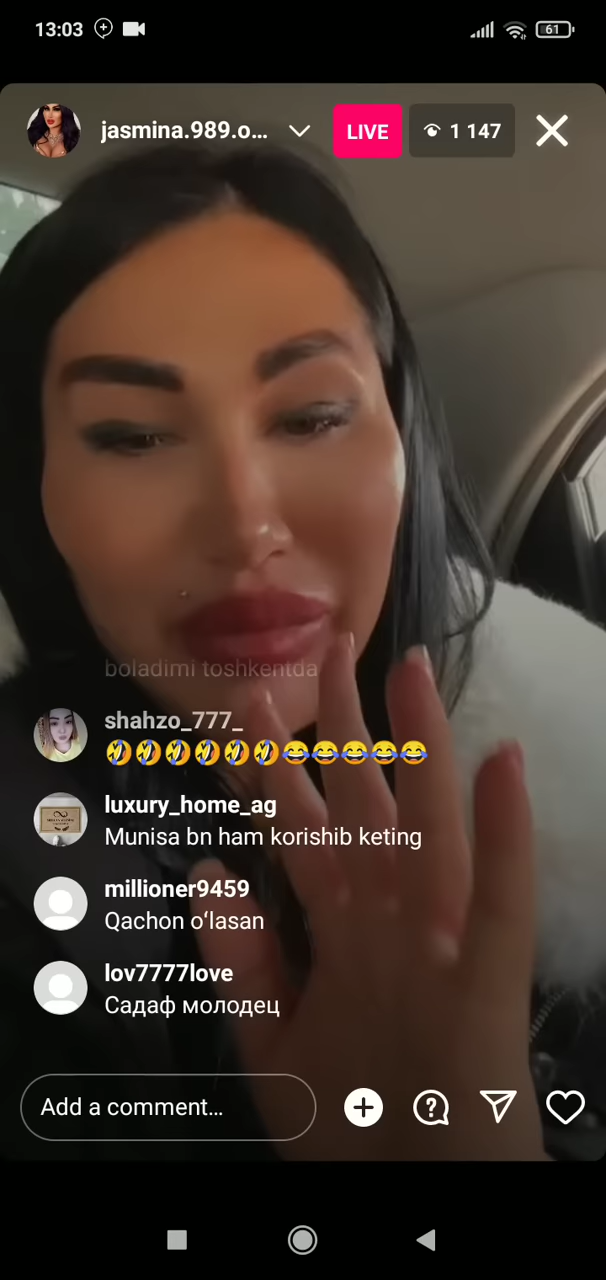 13:03
61
jasmina.989.o...
LIVE
1 147
boladimi toshkentda
shahzo_777_
🤣🤣🤣🤣🤣🤣😂😂😂😂😂
luxury_home_ag
Munisa bn ham korishib keting
millioner9459
Qachon oʻlasan
lov7777love
Садаф молодец
Add a comment...